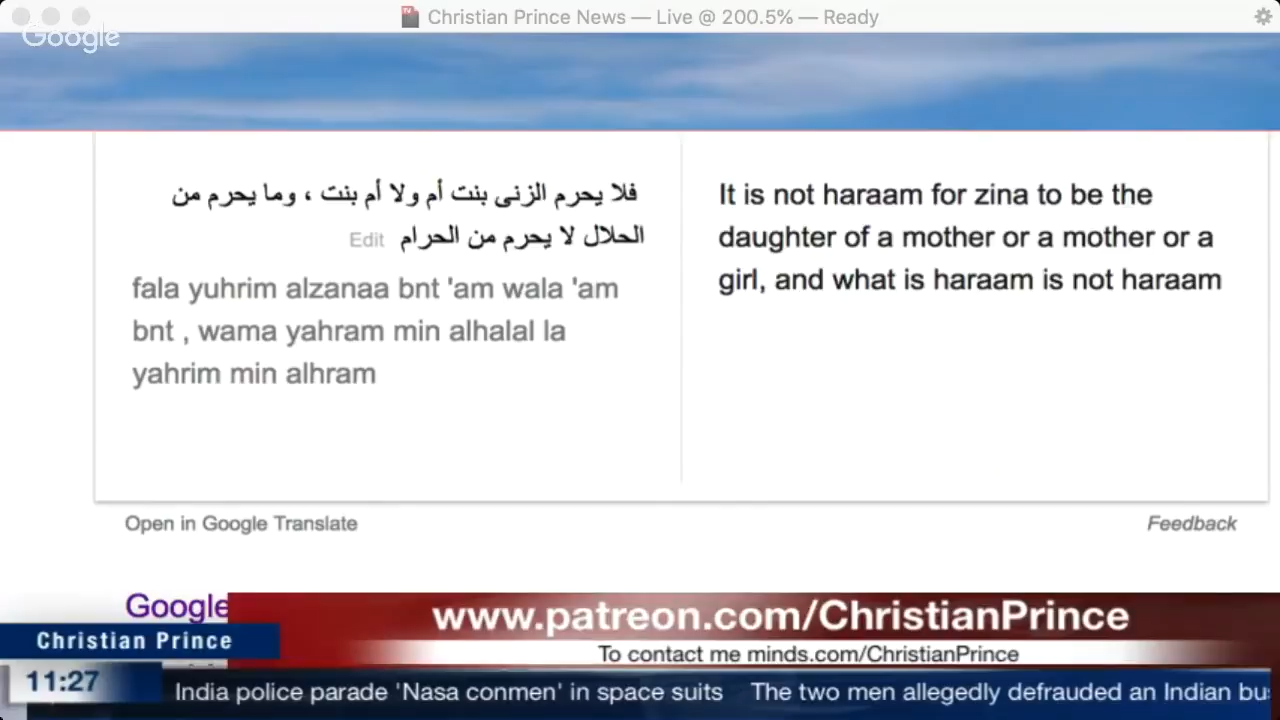 Christian Prince News — Live @ 200.5% — Ready
Google
فلا يحرم الزنى بنت أم ولا أم بنت ، وما يحرم من
الحلال لا يحرم من الحرام
Edit
fala yuhrim alzanaa bnt 'am wala 'am
bnt , wama yahram min alhalal la
yahrim min alhram
It is not haraam for zina to be the
daughter of a mother or a mother or a
girl, and what is haraam is not haraam
Open in Google Translate
Feedback
Google
www.patreon.com/ChristianPrince
Christian Prince
To contact me minds.com/ChristianPrince
11:27
India police parade 'Nasa conmen' in space suits
The two men allegedly defrauded an Indian bu